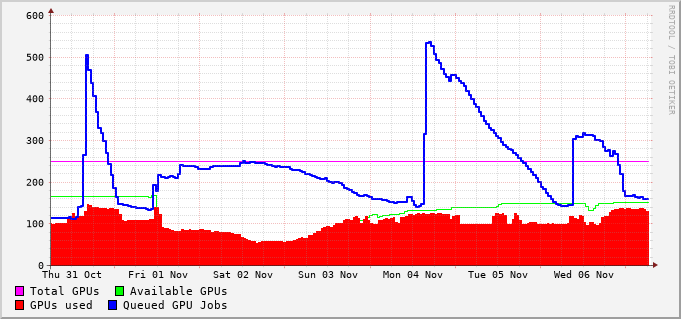 600
500
400
300
200
100
0
Thu 31 Oct Fri 01 Nov Sat 02 Nov Sun 03 Nov Mon 04 Nov Tue 05 Nov Wed 06 Nov
Total GPUs Available GPUs
GPUs used Queued GPU Jobs
RRDTOOL / TOBI OETIKER